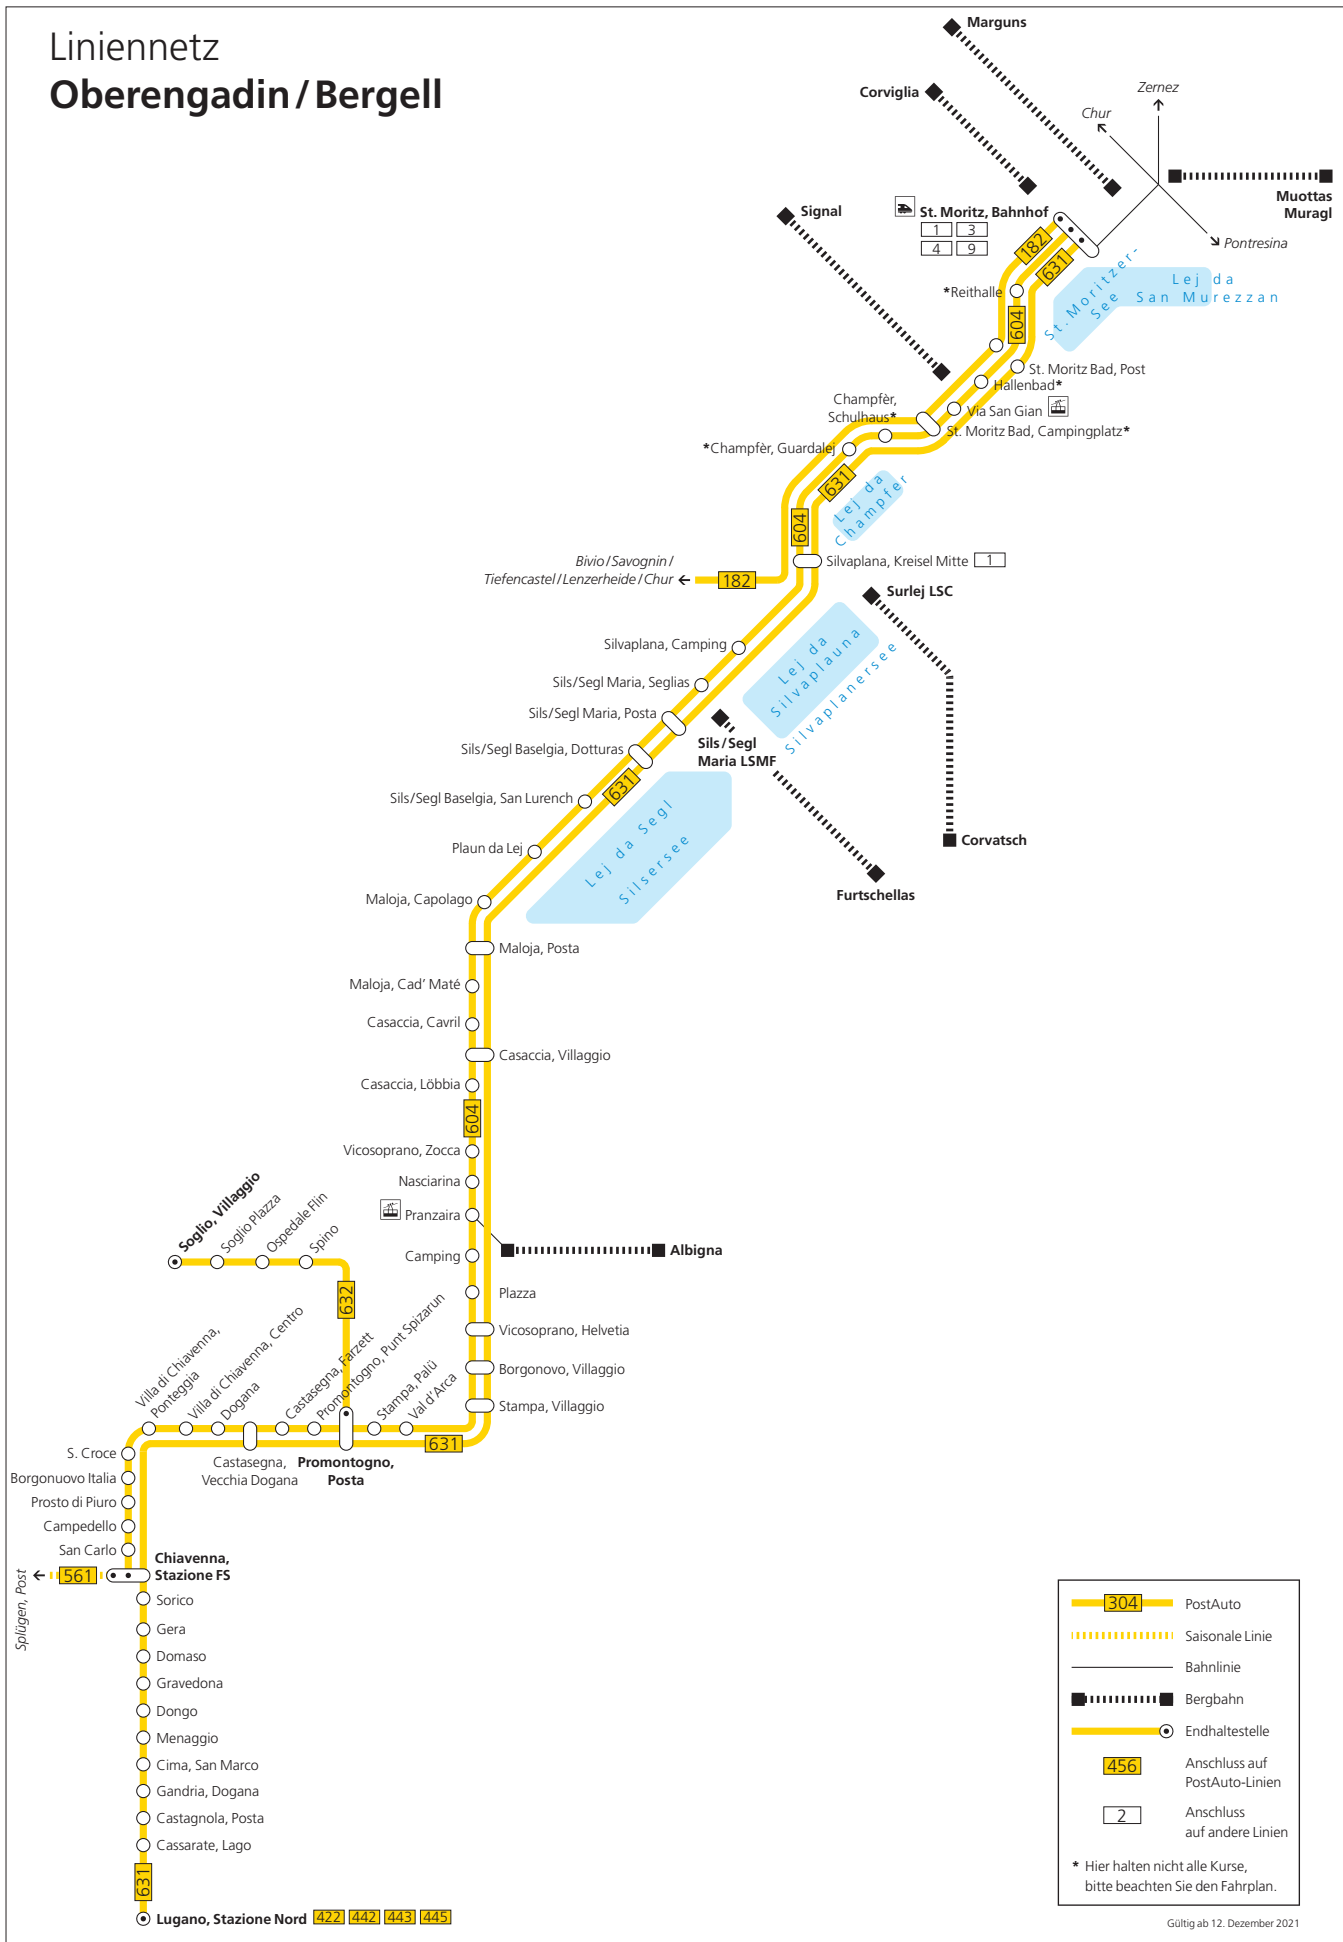 Liniennetz
Oberengadin / Bergell
Marguns
Corviglia
Zernez
Chur
Muottas
Muragl
Pontresina
Signal
St. Moritz, Bahnhof
1 3
4 9
182
631
604
*Reithalle
St. Moritzer-
See
Lej da
San Murezzan
St. Moritz Bad, Post
Hallenbad*
Via San Gian
St. Moritz Bad, Campingplatz*
Champfèr,
Schulhaus*
*Champfèr, Guardalej
631
604
Lej da
Champfer
Silvaplana, Kreisel Mitte 1
Bivio / Savognin /
Tiefencastel / Lenzerheide / Chur
182
Surlej LSC
Silvaplana, Camping
Lej da
Silvaplauna
Silvaplanersee
Sils/Segl Maria, Seglias
Sils/Segl Maria, Posta
Sils/Segl Baselgia, Dotturas
Sils / Segl
Maria LSMF
631
Sils/Segl Baselgia, San Lurench
Lej da Segl
Silsersee
Corvatsch
Furtschellas
Plaun da Lej
Maloja, Capolago
Maloja, Posta
Maloja, Cad’ Maté
Casaccia, Cavril
Casaccia, Villaggio
Casaccia, Löbbia
604
Vicosoprano, Zocca
Nasciarina
Pranzaira
Albigna
Camping
Plazza
Vicosoprano, Helvetia
Borgonovo, Villaggio
Stampa, Villaggio
Soglio, Villaggio
Soglio Plazza
Ospedale Flin
Spino
632
Villa di Chiavenna,
Ponteggia
Villa di Chiavenna, Centro
Dogana
Castasegna, Farzett
Promontogno, Punt Spizarun
Stampa, Palü
Val d’Arca
631
Castasegna,
Vecchia Dogana
Promontogno,
Posta
S. Croce
Borgonuovo Italia
Prosto di Piuro
Campedello
San Carlo
Chiavenna,
Stazione FS
561
Splügen, Post
Sorico
Gera
Domaso
Gravedona
Dongo
Menaggio
Cima, San Marco
Gandria, Dogana
Castagnola, Posta
Cassarate, Lago
631
Lugano, Stazione Nord 422 442 443 445
304 PostAuto
Saisonale Linie
Bahnlinie
Bergbahn
Endhaltestelle
456 Anschluss auf
PostAuto-Linien
2 Anschluss
auf andere Linien
* Hier halten nicht alle Kurse,
bitte beachten Sie den Fahrplan.
Gültig ab 12. Dezember 2021